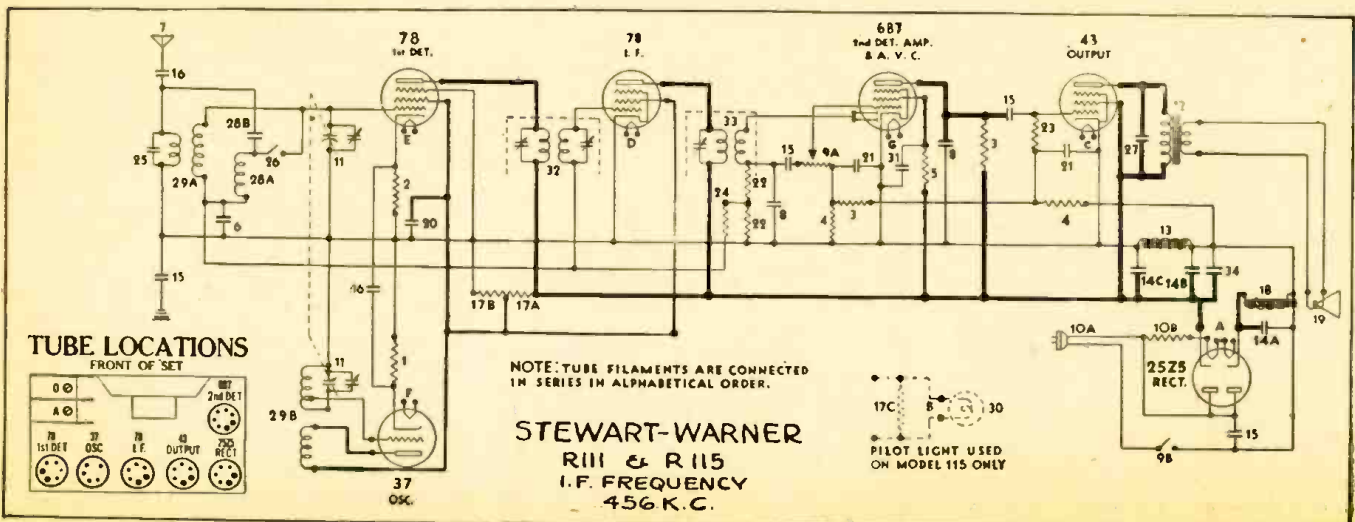 7
16
25
29A
28B
26
28A
6
15
78
1st DET.
11
E
2
20
46
17B
17A
1
11
29B
F
37
OSC.
32
78
I. F.
D
33
24
22
22
15
8
9A
4
21
3
6B7
2nd DET. AMP.
& A. V. C.
G
31
5
8
3
15
23
21
4
43
OUTPUT
C
27
13
14C
14B
34
18
14A
19
10A
10B
A
25Z5
RECT.
15
9B
TUBE LOCATIONS
FRONT OF SET
O
A
6B7
2nd DET
78
1st DET
37
OSC
78
I. F.
43
OUTPUT
25Z5
RECT
NOTE: TUBE FILAMENTS ARE CONNECTED
IN SERIES IN ALPHABETICAL ORDER.
STEWART-WARNER
R111 & R115
I.F. FREQUENCY
456 K.C.
17C
B
30
PILOT LIGHT USED
ON MODEL 115 ONLY